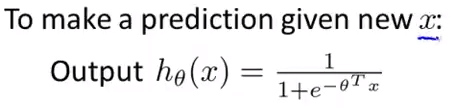 To make a prediction given new x:
Output hθ(x) = 1 / (1+e^(-θ^T x))